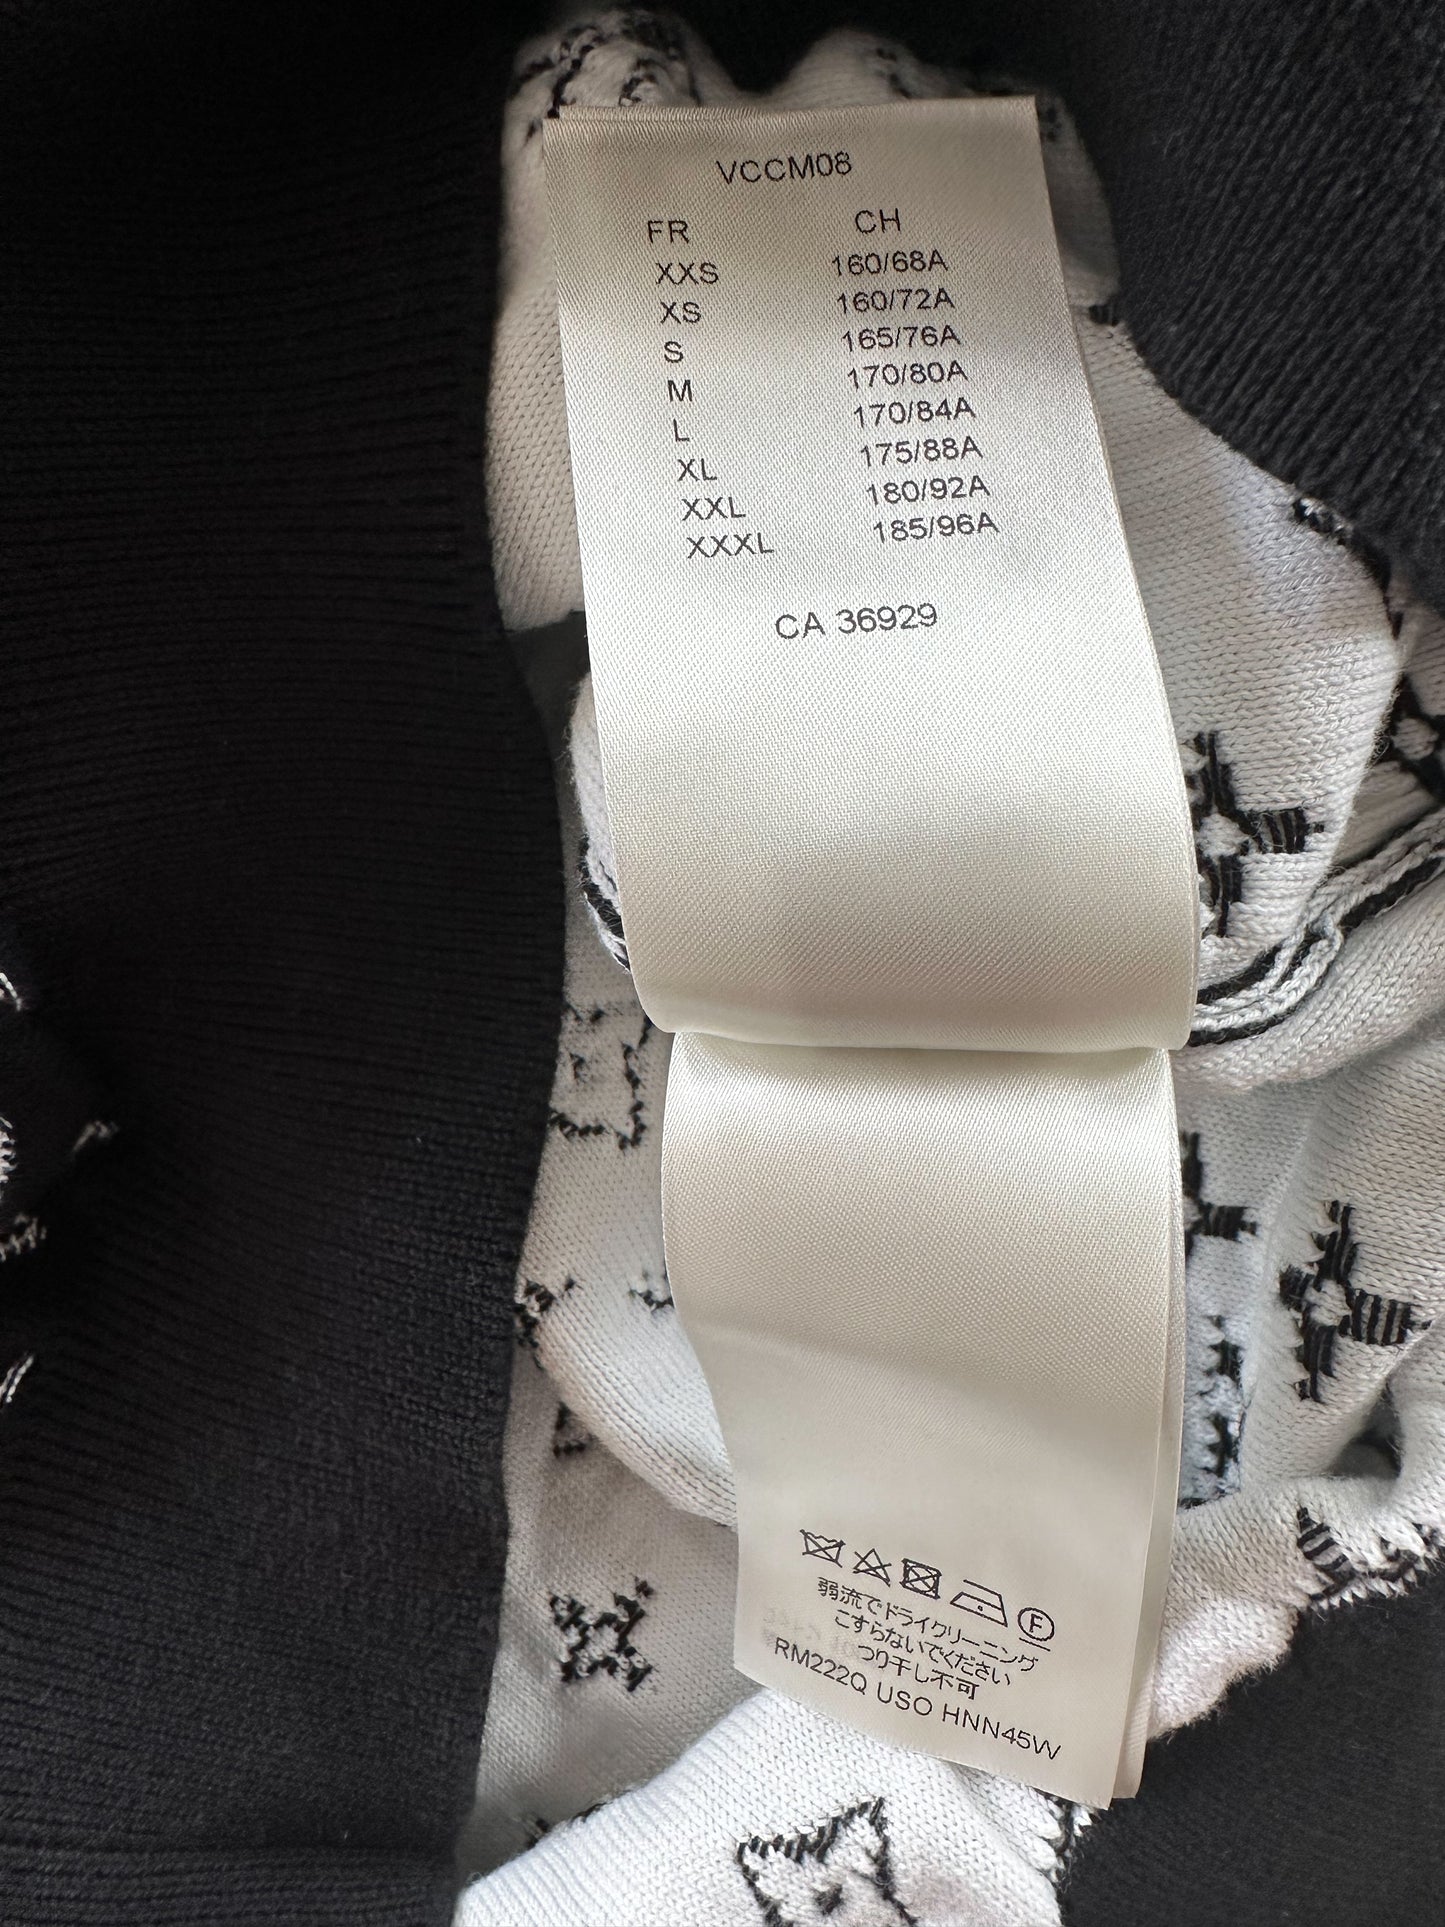 VCCM08
FR CH
XXS 160/68A
XS 160/72A
S 165/76A
M 170/80A
L 170/84A
XL 175/88A
XXL 180/92A
XXXL 185/96A
CA 36929
F
弱流でドライクリーニング
こすらないでください
つり干し不可
RM222Q USO HNN45W